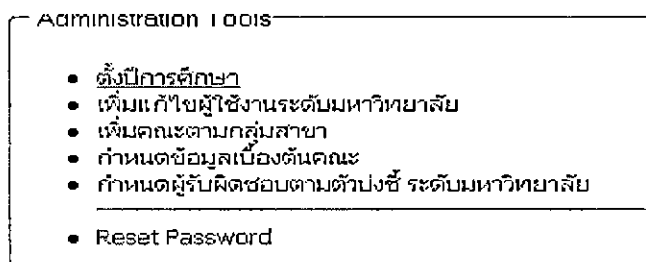 Administration Tools
ตั้งปีการศึกษา
เพิ่มแก้ไขผู้ใช้งานระดับมหาวิทยาลัย
เพิ่มคณะตามกลุ่มสาขา
กำหนดข้อมูลเบื้องต้นคณะ
กำหนดผู้รับผิดชอบตามตัวบ่งชี้ ระดับมหาวิทยาลัย
Reset Password